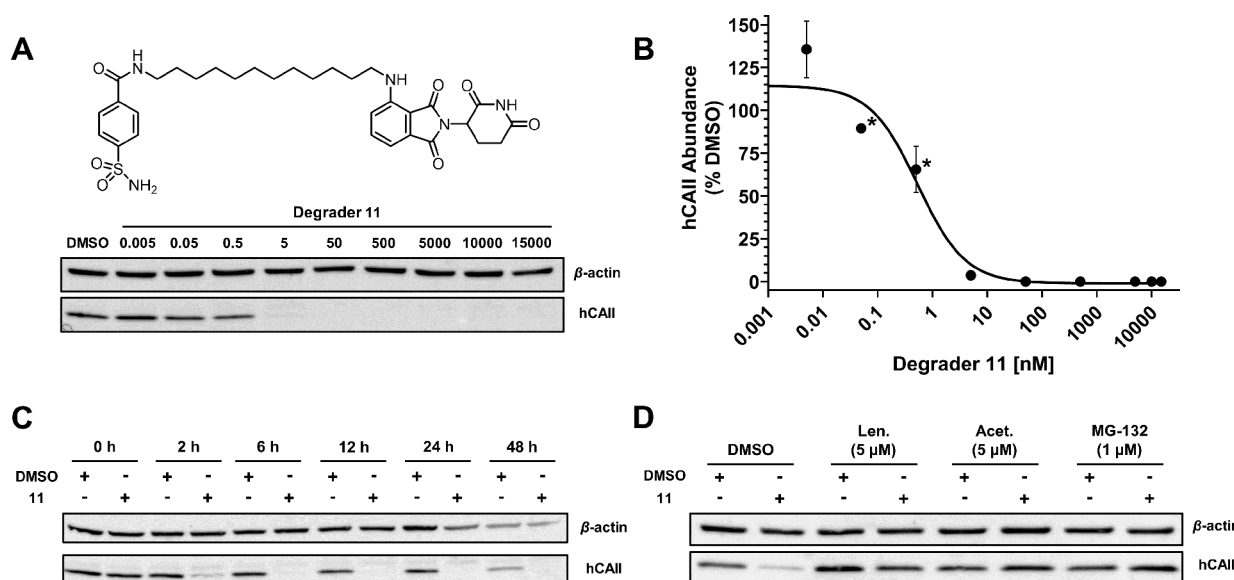 A
H
N
O
H
N
O
O
NH
N
O
O
O
S
O
NH2
Degrader 11
DMSO 0.005 0.05 0.5 5 50 500 5000 10000 15000
β-actin
hCAII
B
hCAII Abundance
(% DMSO)
150
125
100
75
50
25
0
*
*
0.001 0.01 0.1 1 10 100 1000 10000
Degrader 11 [nM]
C
0 h 2 h 6 h 12 h 24 h 48 h
DMSO + - + - + - + - + - + -
11 - + - + - + - + - + - +
β-actin
hCAII
D
DMSO Len. (5 µM) Acet. (5 µM) MG-132 (1 µM)
DMSO + - + - + - + -
11 - + - + - + - +
β-actin
hCAII